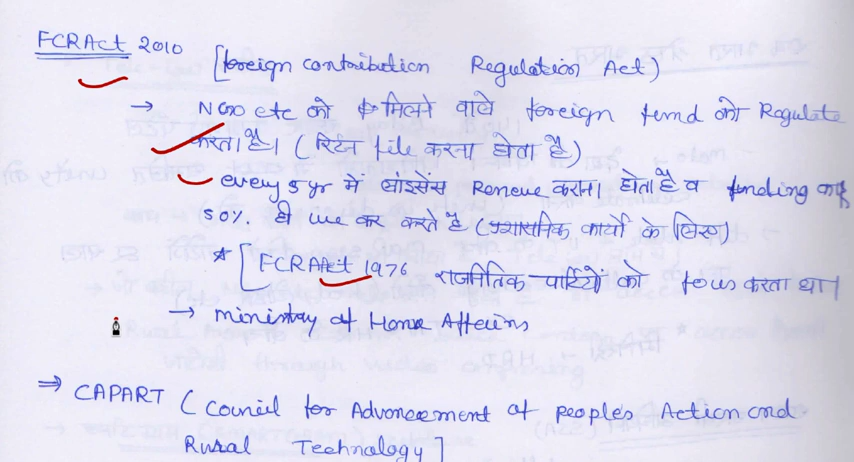 FCRAct 2010 [foreign contribution Regulation Act)
→ NGO etc को मिलने वाले foreign fund को Regulate
करता है। (रिटर्न file करना होता है)
every 5 yr में लाइसेंस Renew कराना होता है व funding का
50% ही use कर सकते है (प्रशासनिक कार्यो के लिए)
* [FCRAct 1976 राजनीतिक पार्टियो को focus करता था।
→ ministry of Home Affairs
⇒ CAPART (Council for Advancement of peoples Action and
Rural Technology]